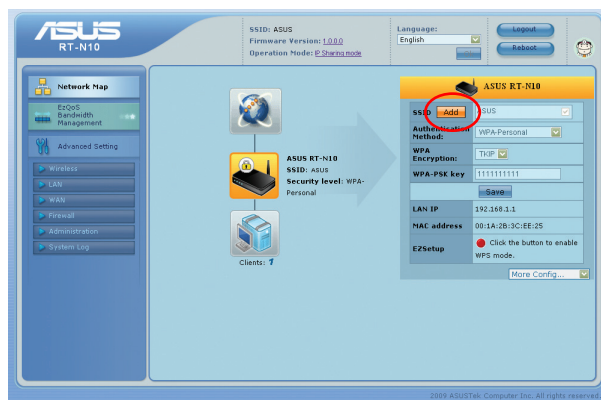 ASUS
RT-N10
SSID: ASUS
Firmware Version: 1.0.0.0
Operation Mode: IP Sharing mode
Language:
English
Logout
Reboot
Network Map
EzQoS
Bandwidth
Management
Advanced Setting
Wireless
LAN
WAN
Firewall
Administration
System Log
ASUS RT-N10
SSID: ASUS
Security level: WPA-
Personal
Clients: 7
ASUS RT-N10
SSID Add ASUS
Authentication
Method: WPA-Personal
WPA
Encryption: TKIP
WPA-PSK key 1111111111
Save
LAN IP 192.168.1.1
MAC address 00:1A:2B:3C:EE:25
EZSetup Click the button to enable
WPS mode.
More Config...
2009 ASUSTek Computer Inc. All rights reserved.